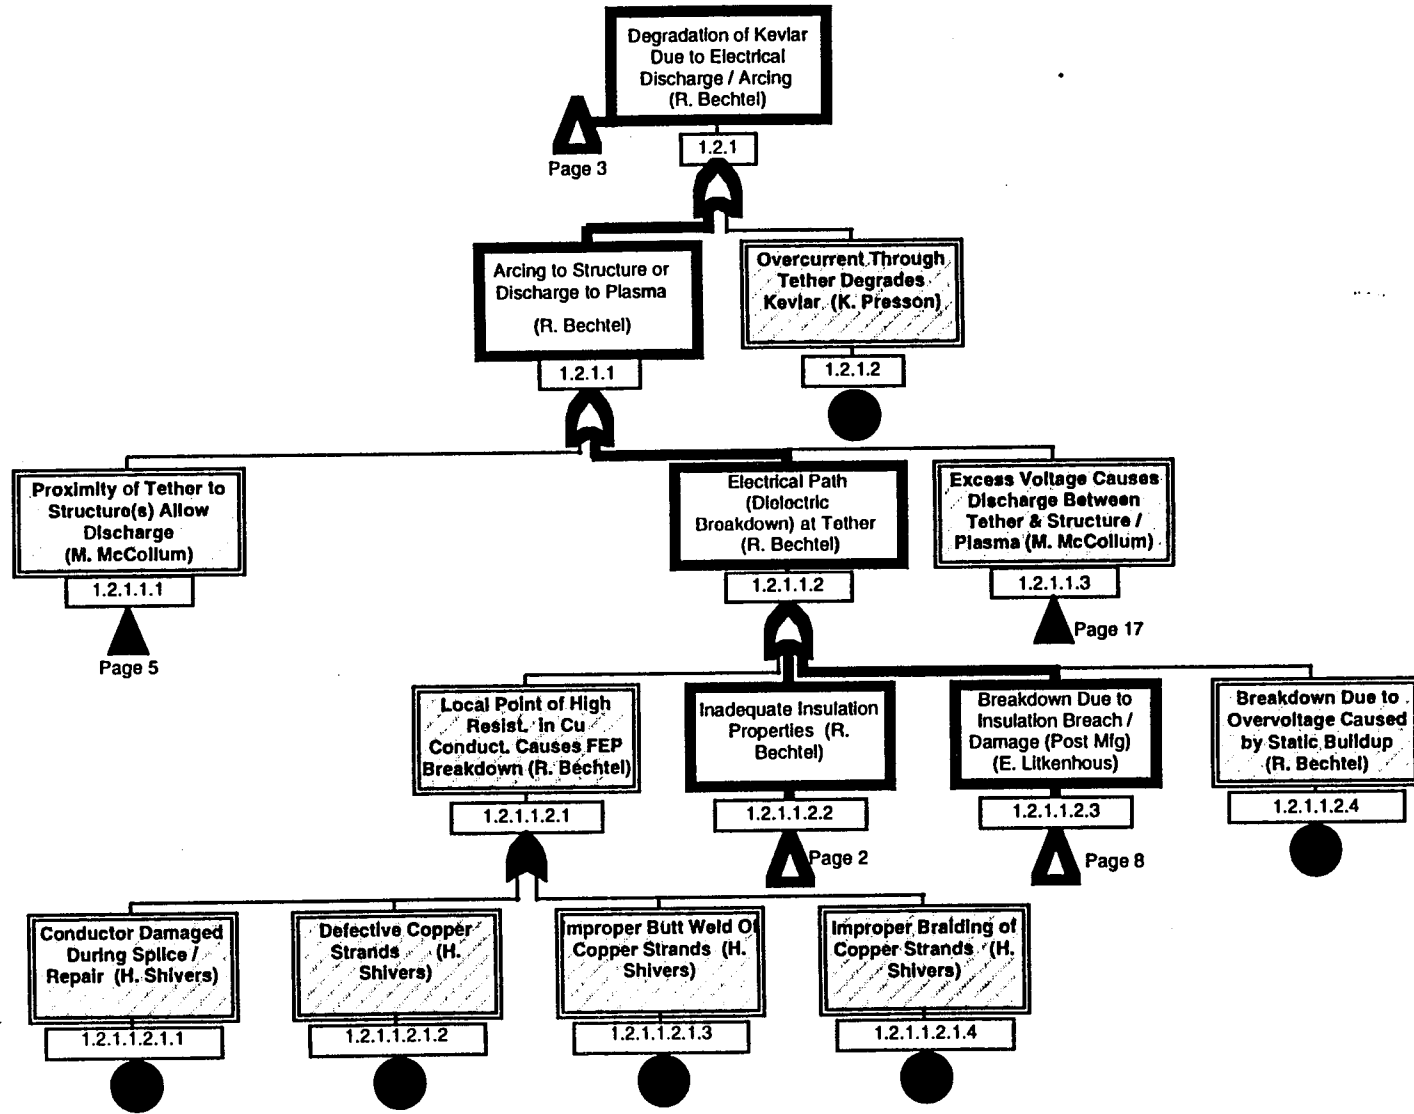 Degradation of Kevlar
Due to Electrical
Discharge / Arcing
(R. Bechtel)
Page 3
1.2.1
Arcing to Structure or
Discharge to Plasma
(R. Bechtel)
1.2.1.1
Overcurrent Through
Tether Degrades
Kevlar (K. Presson)
1.2.1.2
Proximity of Tether to
Structure(s) Allow
Discharge
(M. McCollum)
1.2.1.1.1
Page 5
Electrical Path
(Dielectric
Breakdown) at Tether
(R. Bechtel)
1.2.1.1.2
Excess Voltage Causes
Discharge Between
Tether & Structure /
Plasma (M. McCollum)
1.2.1.1.3
Page 17
Local Point of High
Resist. in Cu
Conduct. Causes FEP
Breakdown (R. Bechtel)
1.2.1.1.2.1
Inadequate Insulation
Properties (R.
Bechtel)
1.2.1.1.2.2
Page 2
Breakdown Due to
Insulation Breach /
Damage (Post Mfg)
(E. Litkenhous)
1.2.1.1.2.3
Page 8
Breakdown Due to
Overvoltage Caused
by Static Buildup
(R. Bechtel)
1.2.1.1.2.4
Conductor Damaged
During Splice /
Repair (H. Shivers)
1.2.1.1.2.1.1
Defective Copper
Strands (H.
Shivers)
1.2.1.1.2.1.2
Improper Butt Weld Of
Copper Strands (H.
Shivers)
1.2.1.1.2.1.3
Improper Braiding of
Copper Strands (H.
Shivers)
1.2.1.1.2.1.4